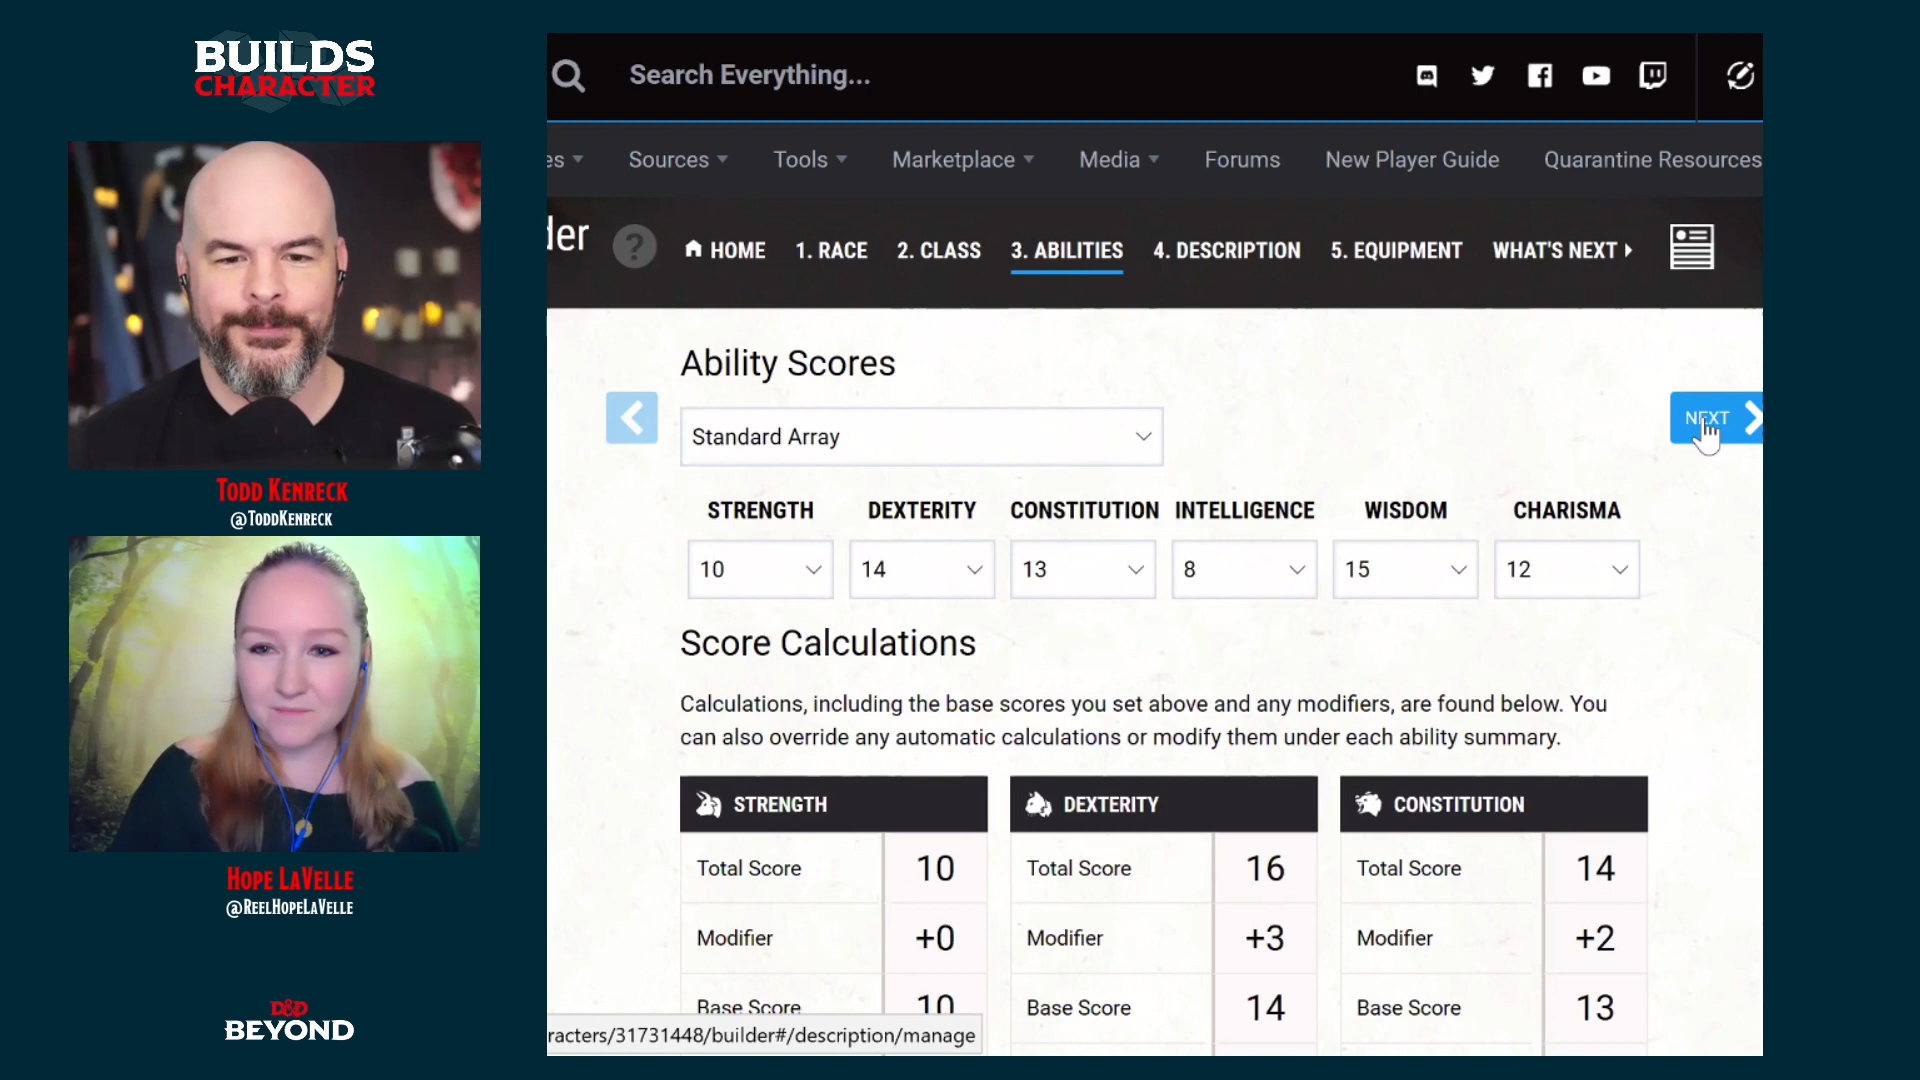 BUILDS
CHARACTER
TODD KENRECK
@TODDKENRECK
HOPE LAVELLE
@REELHOPELAVELLE
D&D
BEYOND
Search Everything...
es
Sources
Tools
Marketplace
Media
Forums
New Player Guide
Quarantine Resources
der
?
HOME
1. RACE
2. CLASS
3. ABILITIES
4. DESCRIPTION
5. EQUIPMENT
WHAT'S NEXT
Ability Scores
NEXT
Standard Array
STRENGTH DEXTERITY CONSTITUTION INTELLIGENCE WISDOM CHARISMA
10 14 13 8 15 12
Score Calculations
Calculations, including the base scores you set above and any modifiers, are found below. You
can also override any automatic calculations or modify them under each ability summary.
STRENGTH DEXTERITY CONSTITUTION
Total Score 10 Total Score 16 Total Score 14
Modifier +0 Modifier +3 Modifier +2
Base Score 10 Base Score 14 Base Score 13
racters/31731448/builder#/description/manage